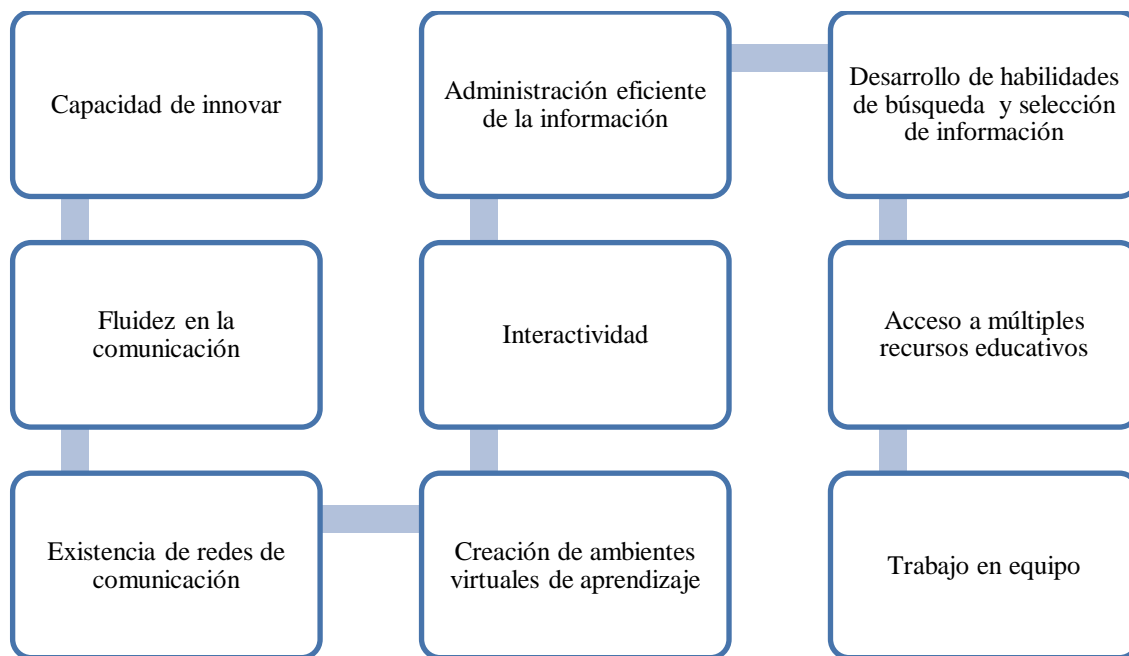 Capacidad de innovar
Fluidez en la
comunicación
Existencia de redes de
comunicación
Creación de ambientes
virtuales de aprendizaje
Interactividad
Administración eficiente
de la información
Desarrollo de habilidades
de búsqueda y selección
de información
Acceso a múltiples
recursos educativos
Trabajo en equipo